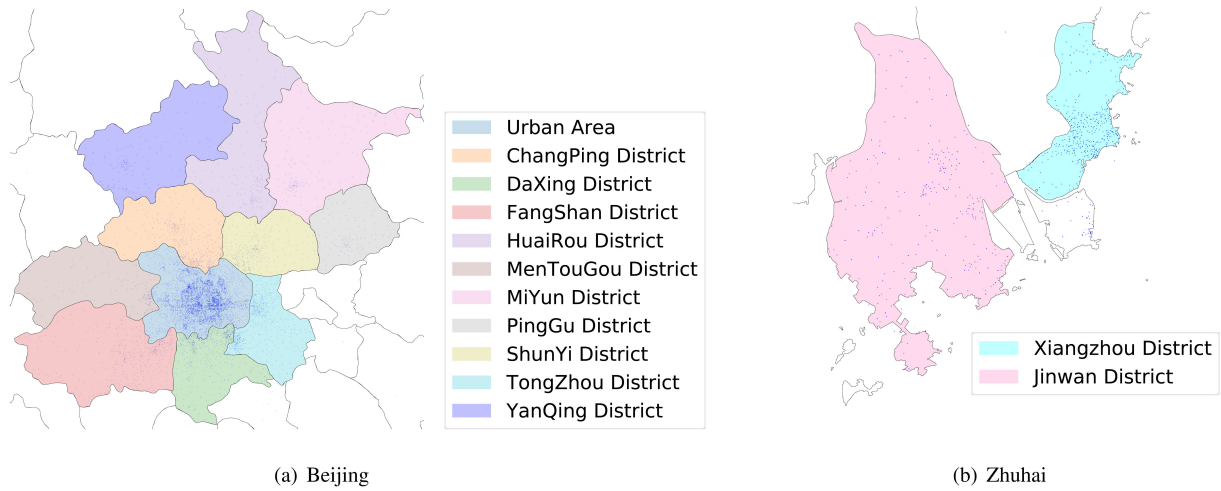 Urban Area
ChangPing District
DaXing District
FangShan District
HuaiRou District
MenTouGou District
MiYun District
PingGu District
ShunYi District
TongZhou District
YanQing District
(a) Beijing
Xiangzhou District
Jinwan District
(b) Zhuhai